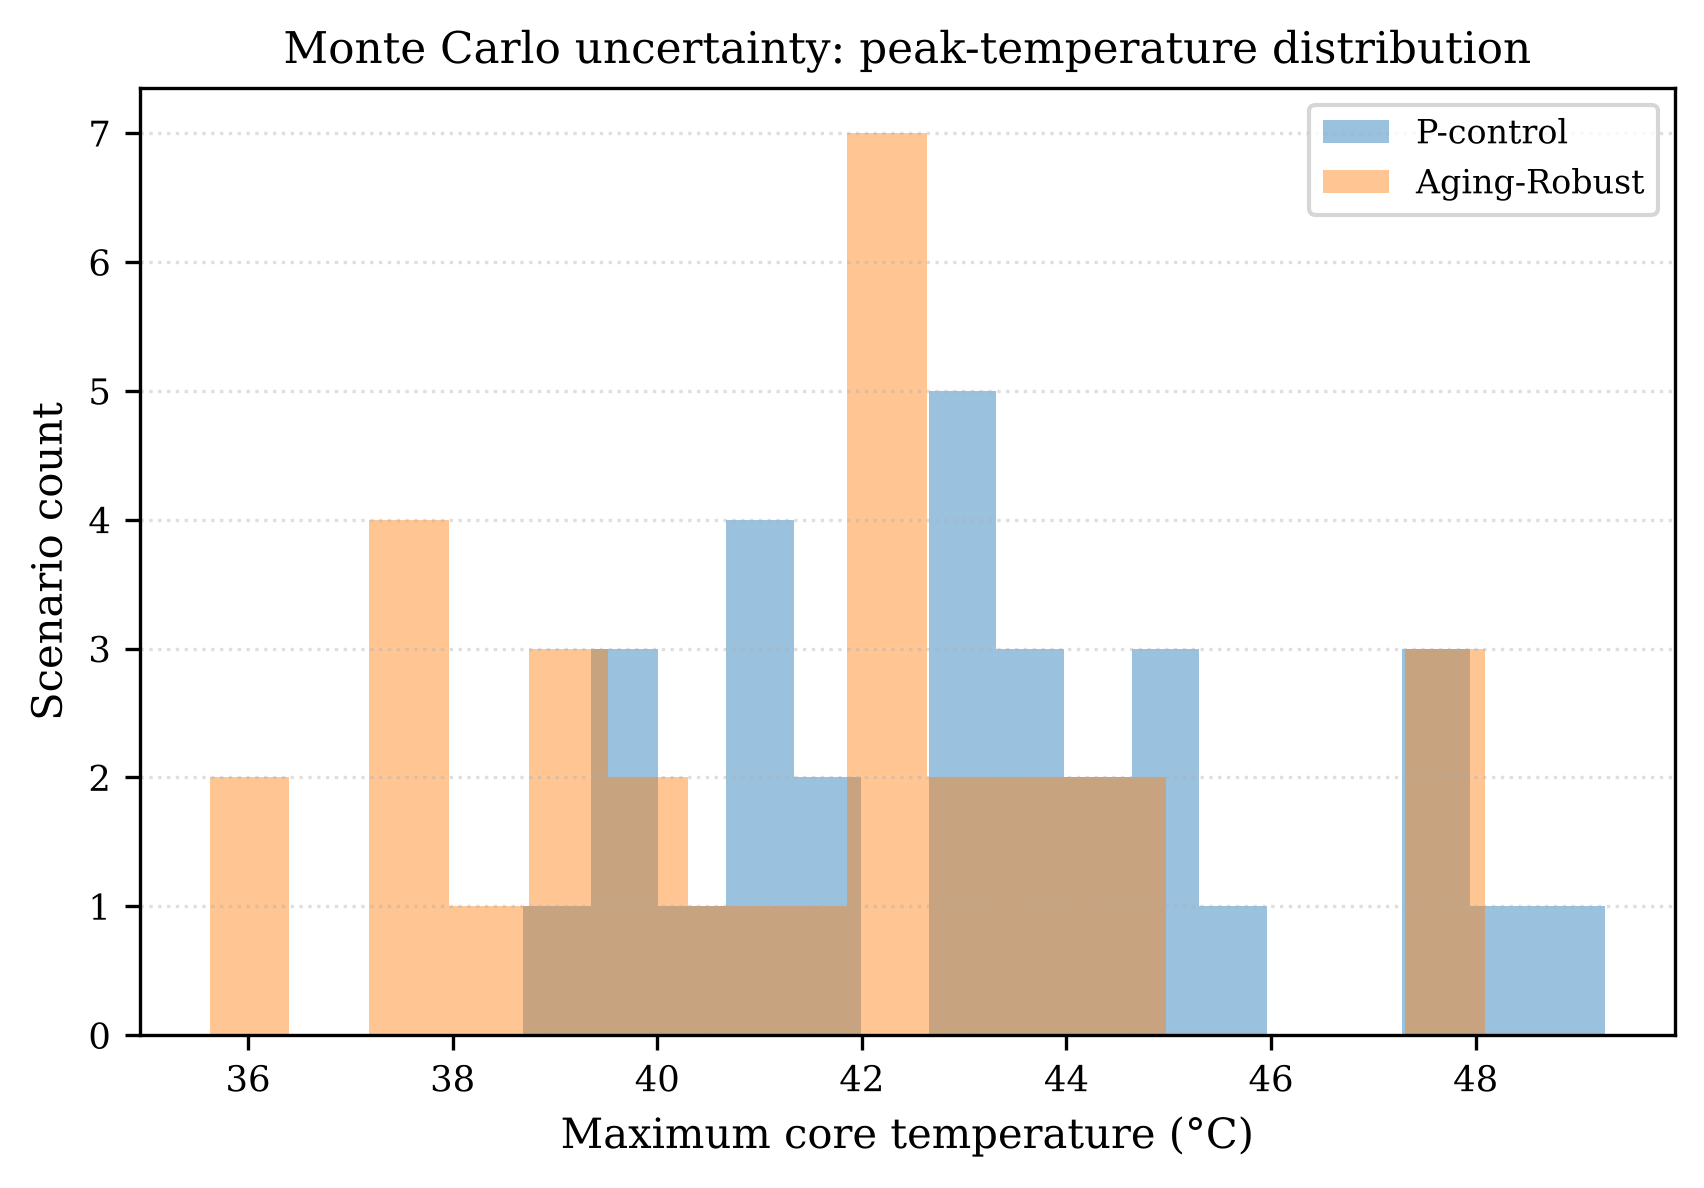 Monte Carlo uncertainty: peak-temperature distribution
P-control
Aging-Robust
7
6
5
4
3
2
1
0
Scenario count
36 38 40 42 44 46 48
Maximum core temperature (°C)